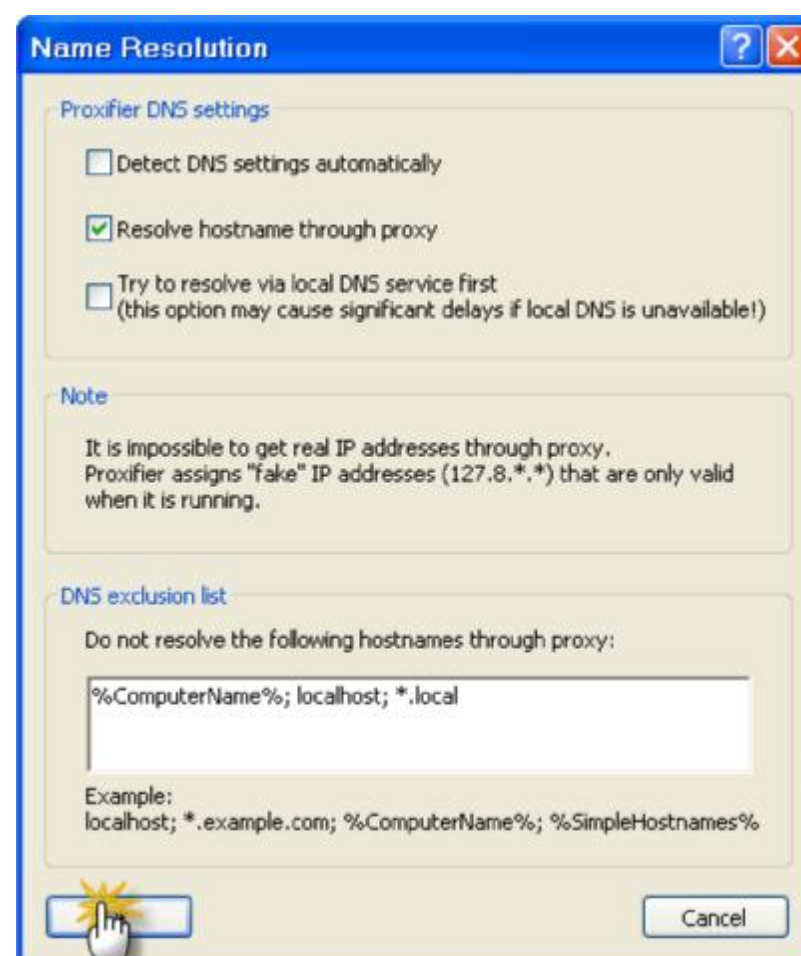 Name Resolution
Proxifier DNS settings
Detect DNS settings automatically
Resolve hostname through proxy
Try to resolve via local DNS service first
(this option may cause significant delays if local DNS is unavailable!)
Note
It is impossible to get real IP addresses through proxy.
Proxifier assigns "fake" IP addresses (127.8.*.*) that are only valid
when it is running.
DNS exclusion list
Do not resolve the following hostnames through proxy:
%ComputerName%; localhost; *.local
Example:
localhost; *.example.com; %ComputerName%; %SimpleHostnames%
Cancel